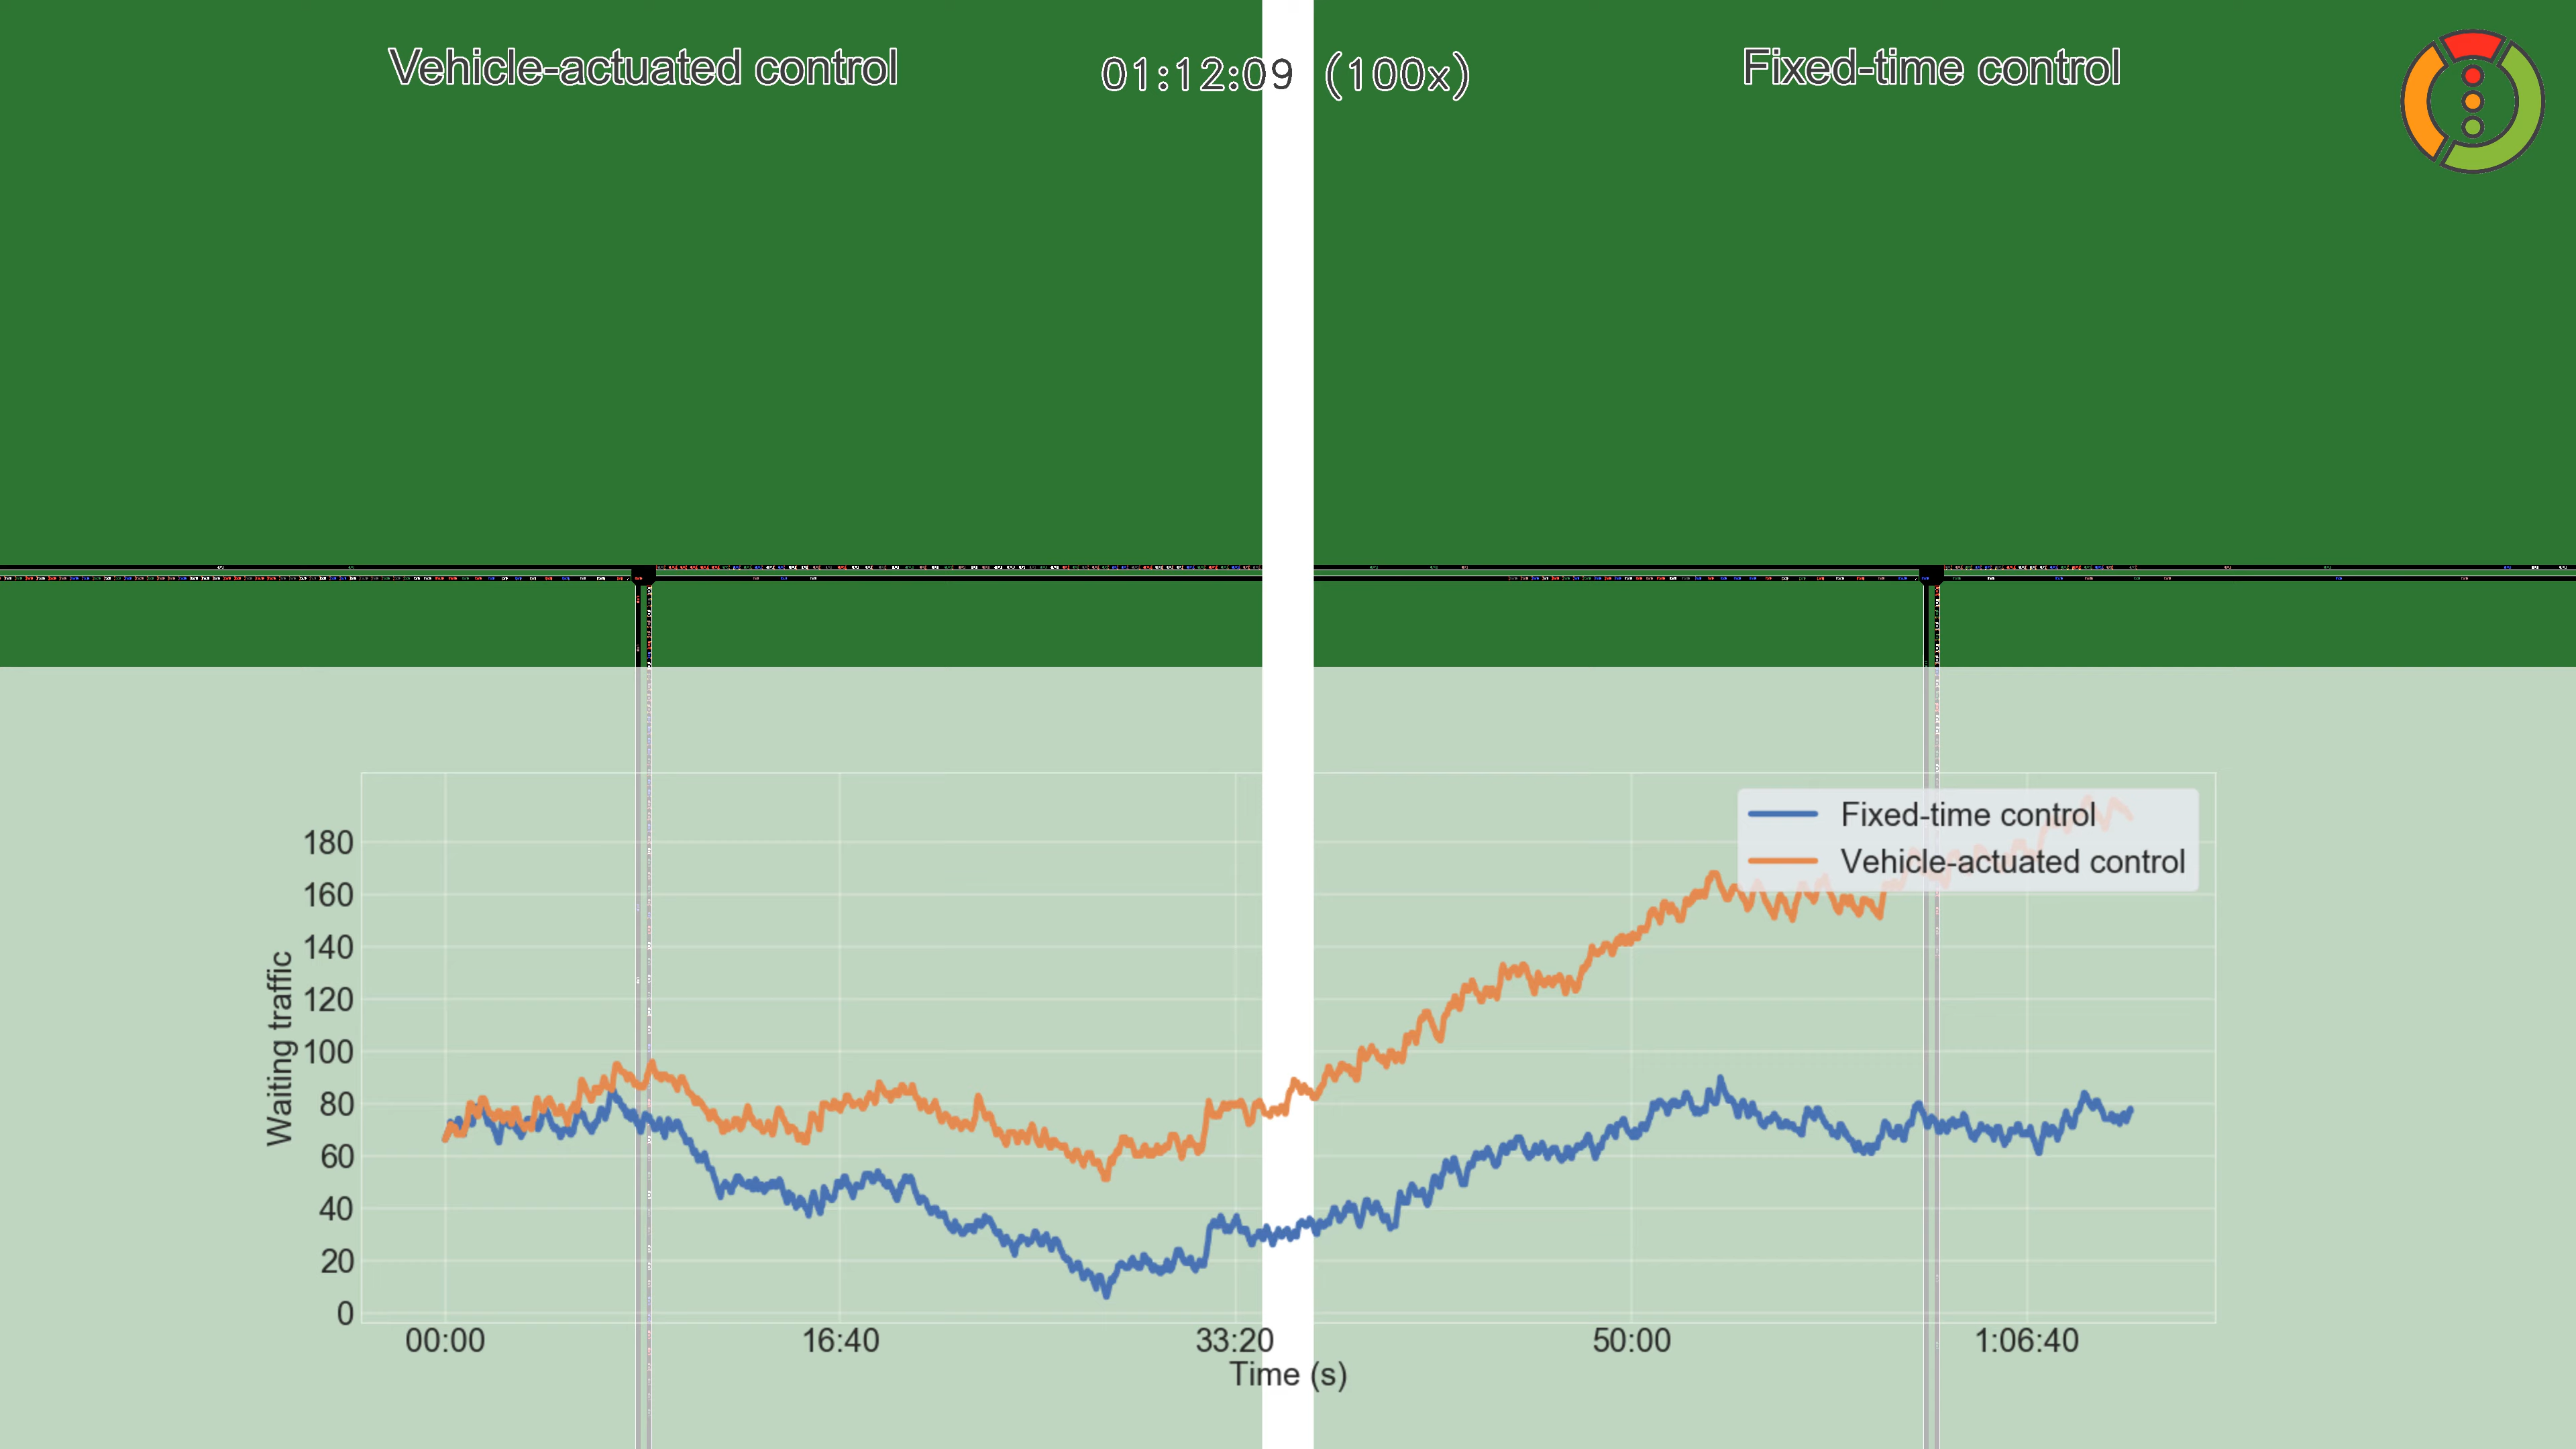 Vehicle-actuated control
01:12:09 (100x)
Fixed-time control
Fixed-time control
Vehicle-actuated control
180
160
140
120
100
80
60
40
20
0
Waiting traffic
00:00
16:40
33:20
50:00
1:06:40
Time (s)